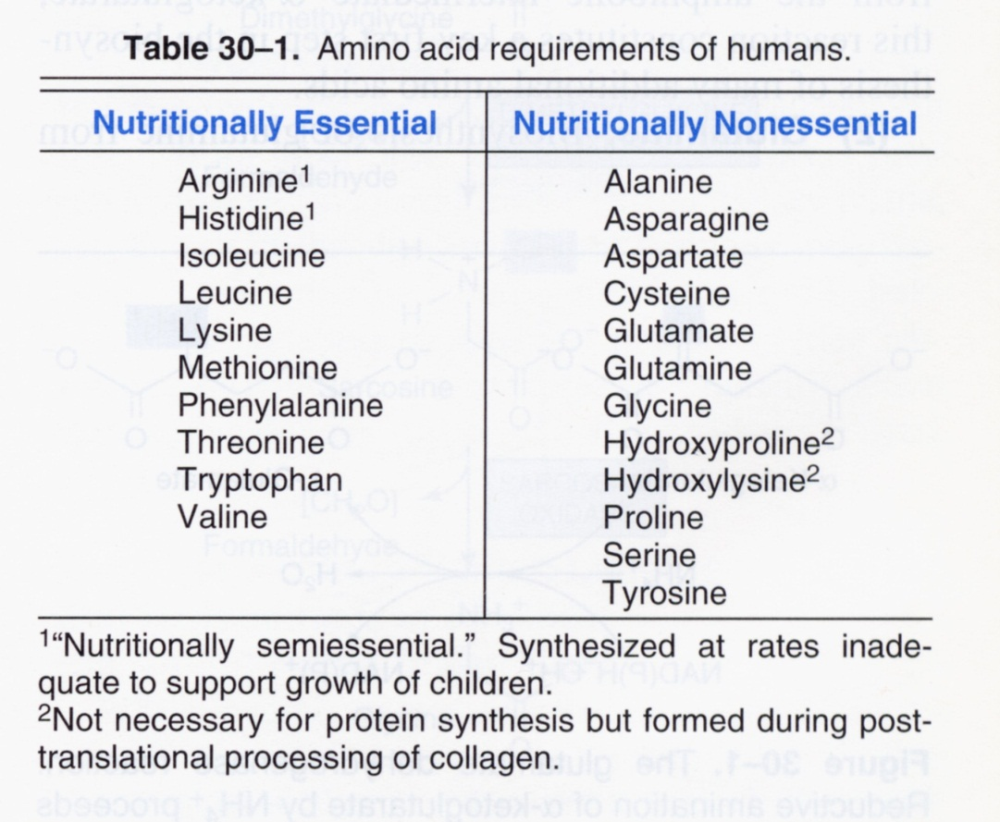 Table 30–1. Amino acid requirements of humans.
Nutritionally Essential Nutritionally Nonessential
Arginine¹ Alanine
Histidine¹ Asparagine
Isoleucine Aspartate
Leucine Cysteine
Lysine Glutamate
Methionine Glutamine
Phenylalanine Glycine
Threonine Hydroxyproline²
Tryptophan Hydroxylysine²
Valine Proline
Serine
Tyrosine
¹“Nutritionally semiessential.” Synthesized at rates inade-
quate to support growth of children.
²Not necessary for protein synthesis but formed during post-
translational processing of collagen.